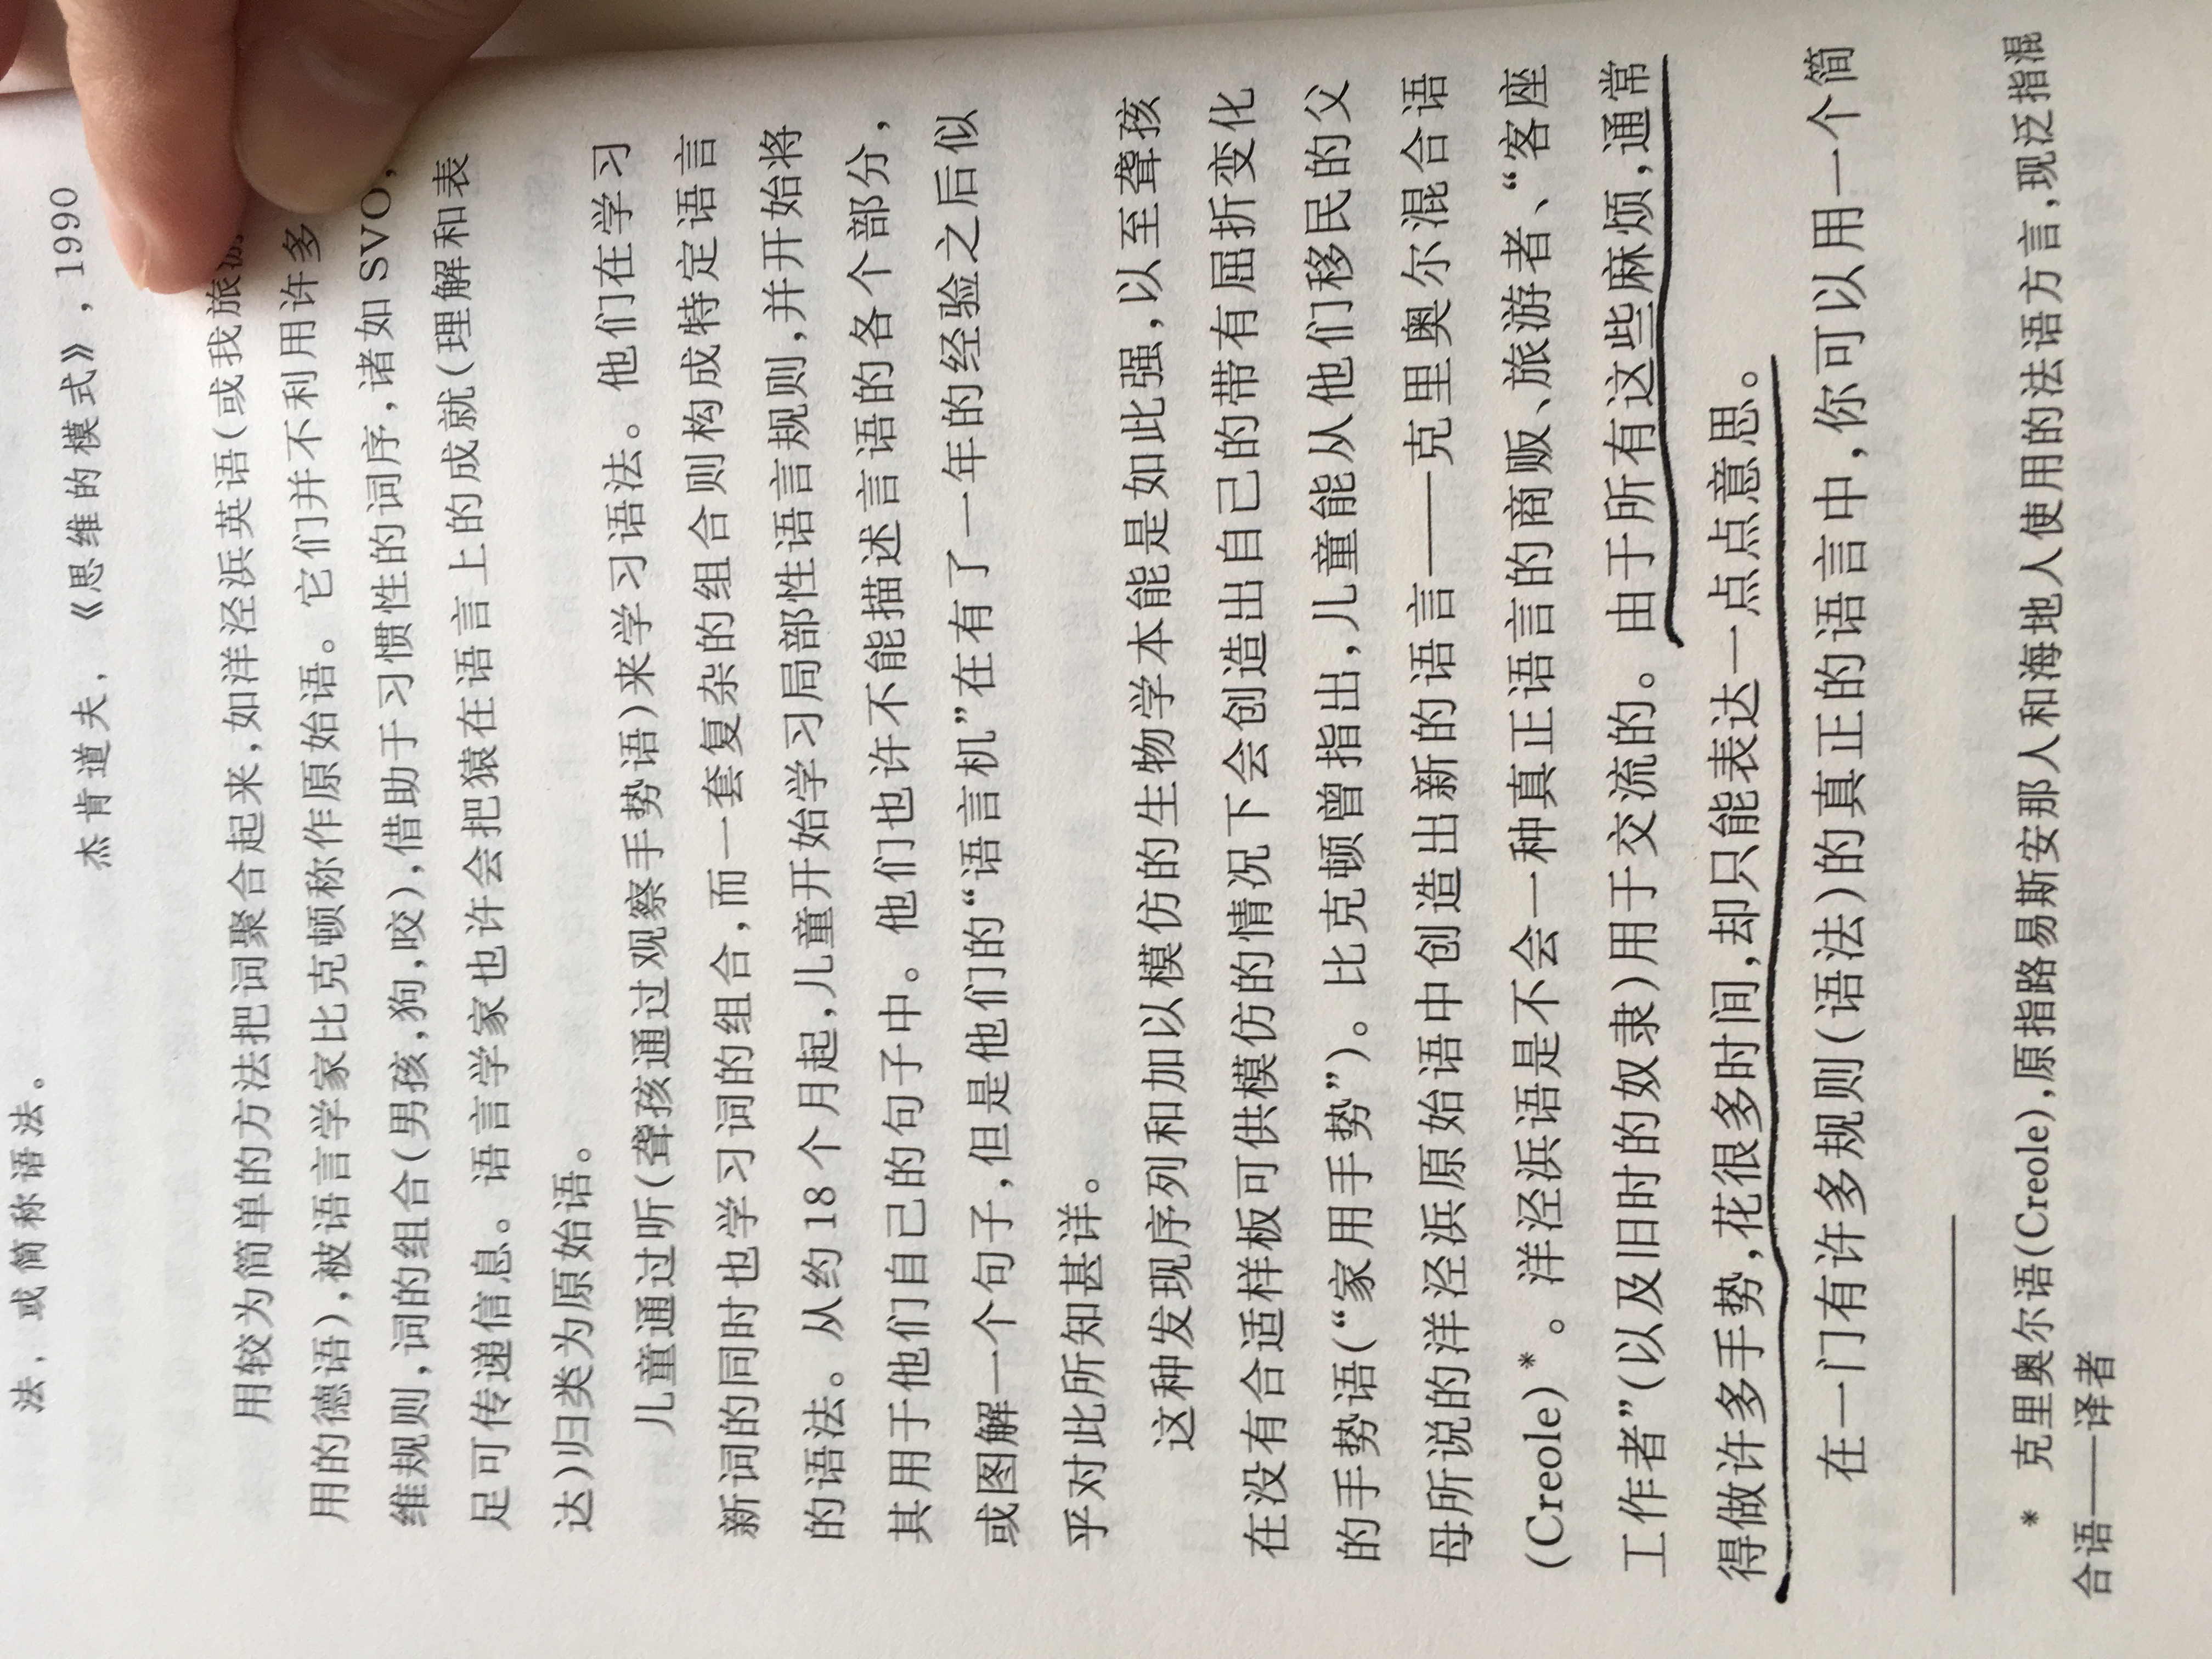 法，或简称语法。
杰肯道夫，《思维的模式》，1990
用较为简单的方法把词聚合起来，如洋泾浜英语（或我旅游
用的德语），被语言学家比克顿称作原始语。它们并不利用许多
维规则，词的组合（男孩，狗，咬），借助于习惯性的词序，诸如 SVO，
足可传递信息。语言学家也许会把猿在语言上的成就（理解和表
达）归类为原始语。
儿童通过听（聋孩通过观察手势语）来学习语法。他们在学习
新词的同时也学习词的组合，而一套复杂的组合则构成特定语言
的语法。从约 18 个月起，儿童开始学习局部性语言规则，并开始将
其用于他们自己的句子中。他们也许不能描述言语的各个部分，
或图解一个句子，但是他们的“语言机”在有了一年的经验之后似
乎对此所知甚详。
这种发现序列和加以模仿的生物学本能是如此强，以至聋孩
在没有合适样板可供模仿的情况下会创造出自己的带有屈折变化
的手势语（“家用手势”）。比克顿曾指出，儿童能从他们移民的父
母所说的洋泾浜原始语中创造出新的语言——克里奥尔混合语
（Creole）*。洋泾浜语是不会一种真正语言的商贩、旅游者、“客座
工作者”（以及旧时的奴隶）用于交流的。由于所有这些麻烦，通常
得做许多手势，花很多时间，却只能表达一点点意思。
在一门有许多规则（语法）的真正的语言中，你可以用一个简
* 克里奥尔语（Creole），原指路易斯安那人和海地人使用的法语方言，现泛指混
合语——译者